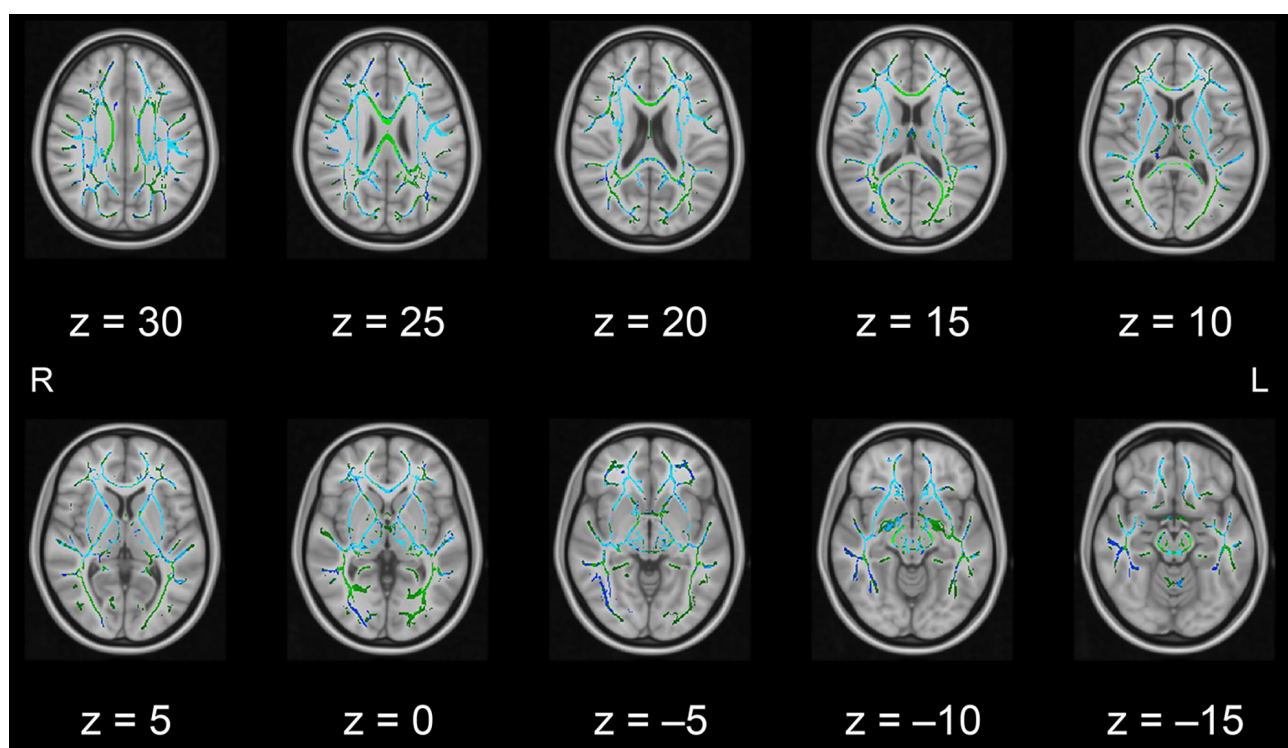 z = 30 z = 25 z = 20 z = 15 z = 10
R L
z = 5 z = 0 z = –5 z = –10 z = –15